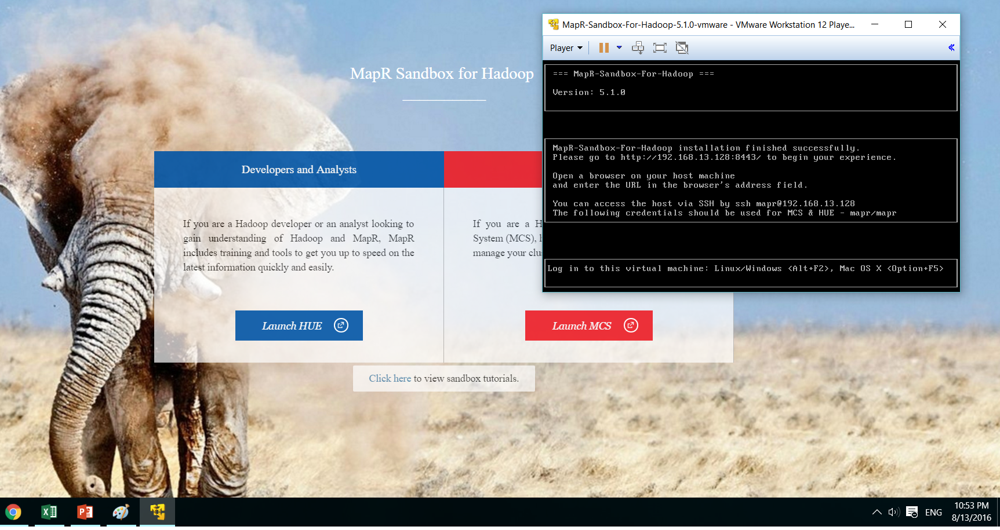 MapR Sandbox for Hadoop
Developers and Analysts
If you are a Hadoop developer or an analyst looking to
gain understanding of Hadoop and MapR, MapR
includes training and tools to get you up to speed on the
latest information quickly and easily.
Launch HUE
If you are a H
System (MCS), l
manage your clus
Launch MCS
Click here to view sandbox tutorials.
MapR-Sandbox-For-Hadoop-5.1.0-vmware - VMware Workstation 12 Playe...
Player
=== MapR-Sandbox-For-Hadoop ===
Version: 5.1.0
MapR-Sandbox-For-Hadoop installation finished successfully.
Please go to http://192.168.13.128:8443/ to begin your experience.
Open a browser on your host machine
and enter the URL in the browser's address field.
You can access the host via SSH by ssh mapr@192.168.13.128
The following credentials should be used for MCS & HUE - mapr/mapr
Log in to this virtual machine: Linux/Windows <Alt+F2>, Mac OS X <Option+F5>
ENG
10:53 PM
8/13/2016